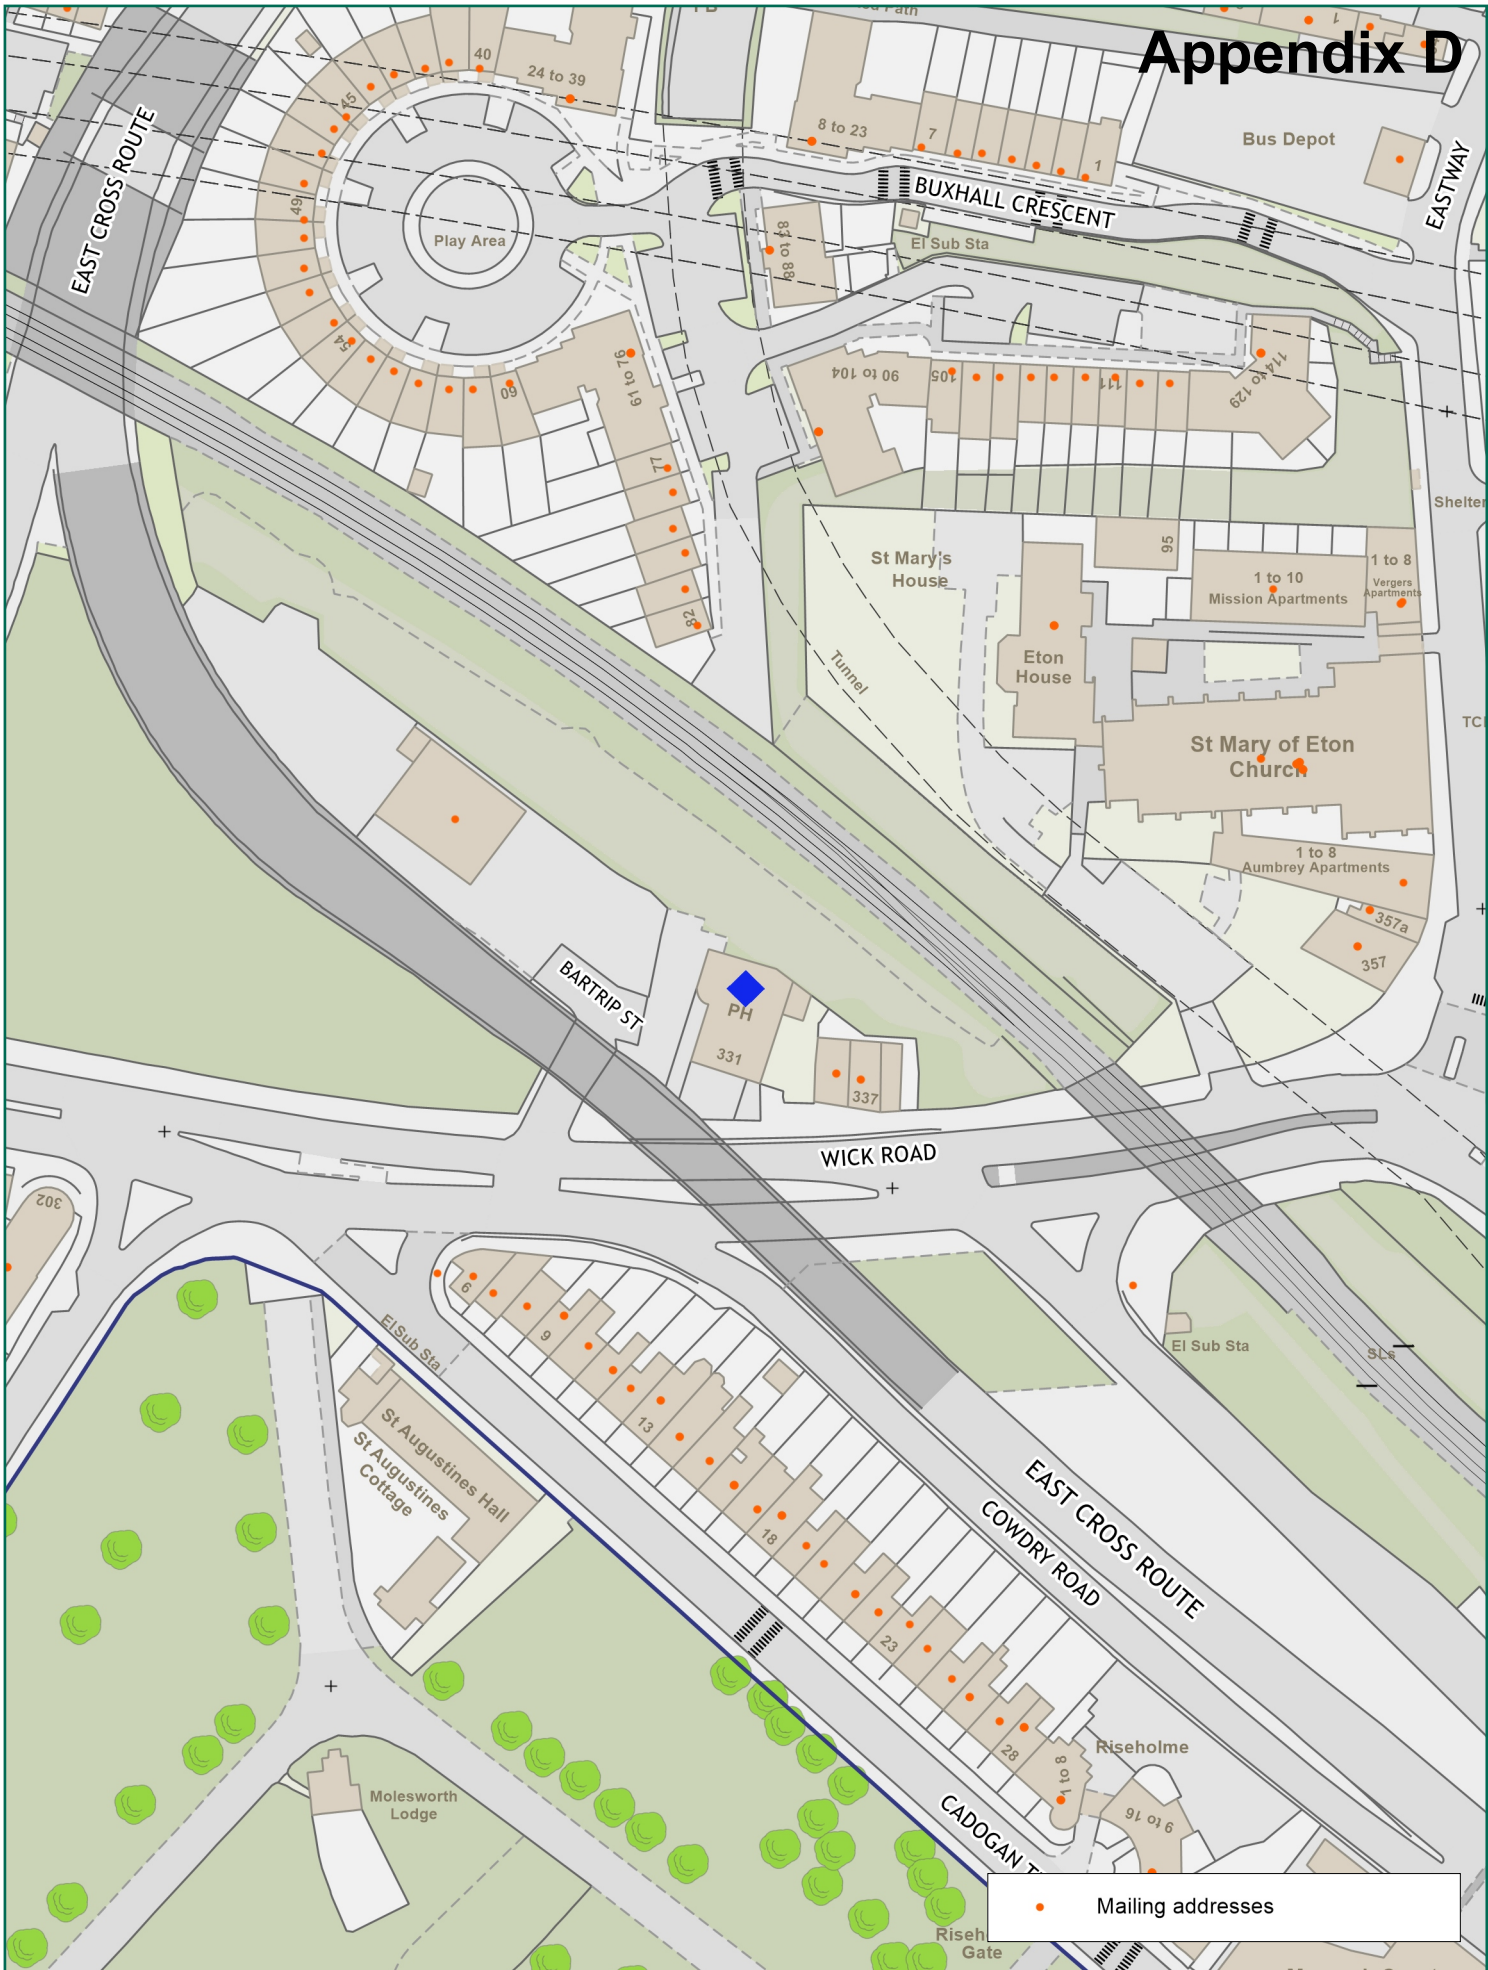 Appendix D
40
24 to 39
45
8 to 23
7
1
1
Bus Depot
EASTWAY
EAST CROSS ROUTE
BUXHALL CRESCENT
49
Play Area
El Sub Sta
83 to 88
54
60
61 to 76
90 to 104
105
111
114 to 129
77
82
Shelter
St Mary's
House
95
1 to 10
Mission Apartments
1 to 8
Vergers
Apartments
Tunnel
Eton
House
St Mary of Eton
Church
1 to 8
Aumbrey Apartments
357a
357
BARTRIP ST
PH
331
337
WICK ROAD
302
6
9
El Sub Sta
El Sub Sta
SLs
13
St Augustines Hall
St Augustines
Cottage
18
EAST CROSS ROUTE
COWDRY ROAD
23
28
Riseholme
1 to 8
9 to 16
Molesworth
Lodge
CADOGAN
Mailing addresses
Gate